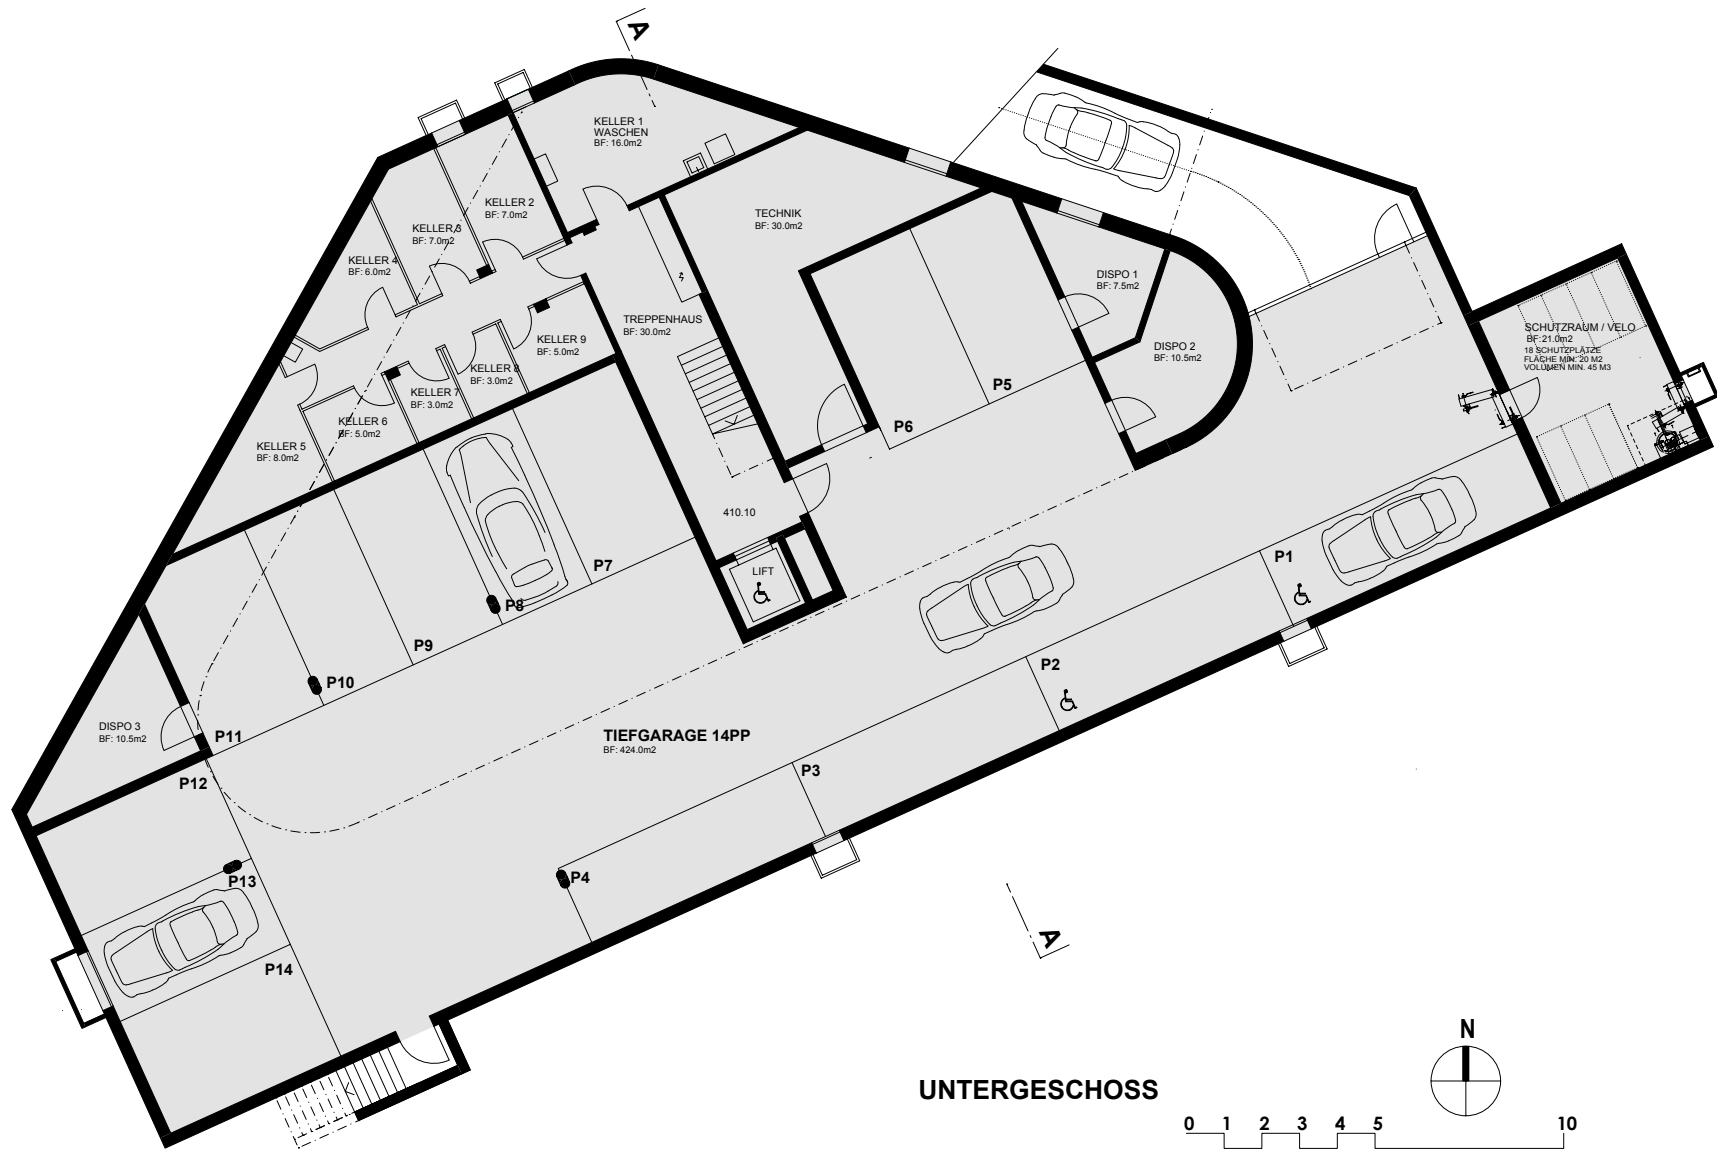 A
KELLER 1
WASCHEN
BF: 16.0m2
KELLER 2
BF: 7.0m2
KELLER 3
BF: 7.0m2
KELLER 4
BF: 6.0m2
TECHNIK
BF: 30.0m2
DISPO 1
BF: 7.5m2
TREPPENHAUS
BF: 30.0m2
KELLER 9
BF: 5.0m2
DISPO 2
BF: 10.5m2
SCHUTZRAUM / VELO
BF:21.0m2
18 SCHUTZPLÄTZE
FLÄCHE MIN. 20 M2
VOLUMEN MIN. 45 M3
KELLER 8
BF: 3.0m2
KELLER 7
BF: 3.0m2
KELLER 6
BF:5.0m2
KELLER 5
BF: 8.0m2
P5
P6
410.10
LIFT
P1
P7
P8
P9
P10
P2
P11
DISPO 3
BF: 10.5m2
TIEFGARAGE 14PP
BF: 424.0m2
P12
P3
P13
P4
A
P14
UNTERGESCHOSS
N
0 1 2 3 4 5 10